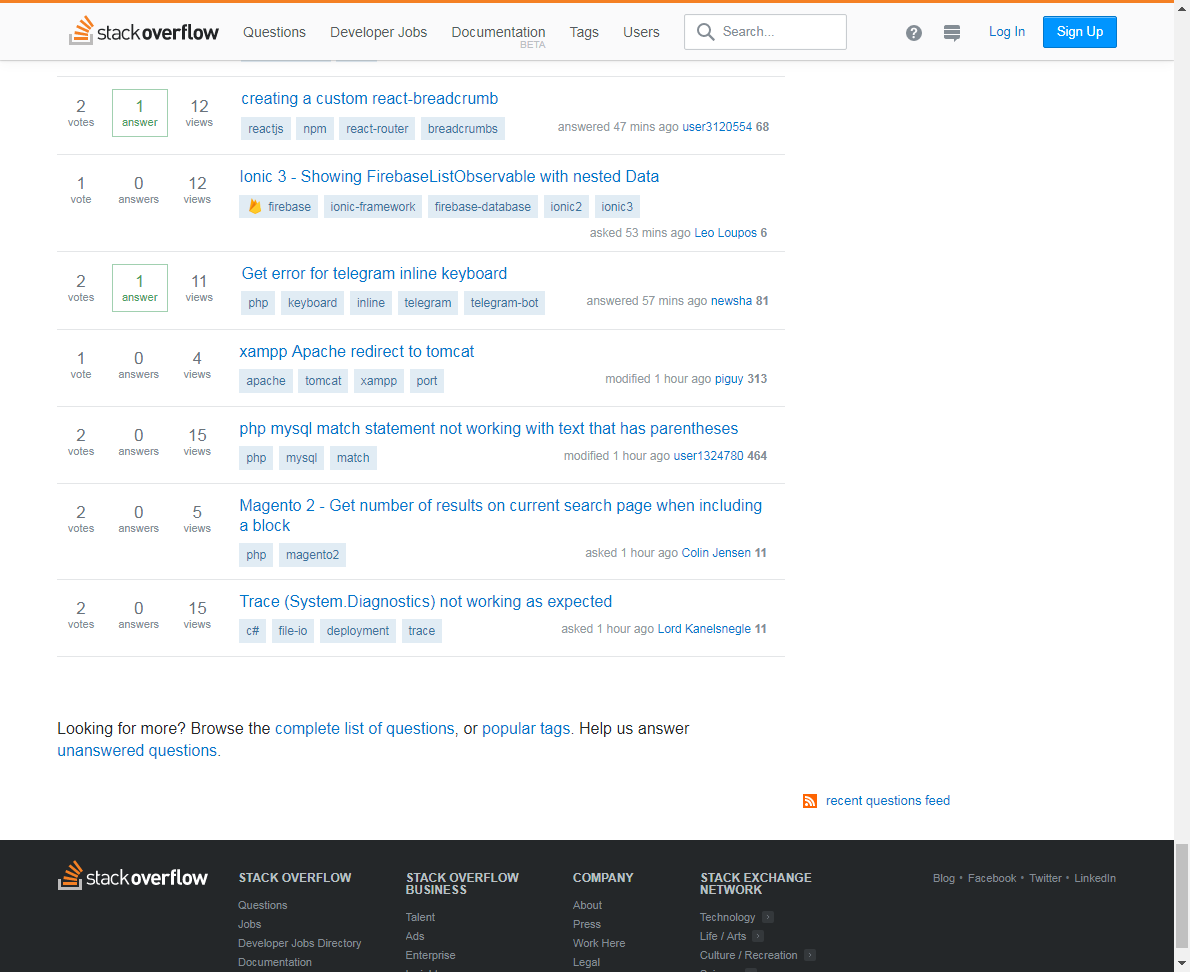 stack overflow Questions Developer Jobs Documentation BETA Tags Users Search... ? Log In Sign Up
2 votes 1 answer 12 views
creating a custom react-breadcrumb
reactjs npm react-router breadcrumbs
answered 47 mins ago user3120554 68
1 vote 0 answers 12 views
Ionic 3 - Showing FirebaseListObservable with nested Data
firebase ionic-framework firebase-database ionic2 ionic3
asked 53 mins ago Leo Loupos 6
2 votes 1 answer 11 views
Get error for telegram inline keyboard
php keyboard inline telegram telegram-bot
answered 57 mins ago newsha 81
1 vote 0 answers 4 views
xampp Apache redirect to tomcat
apache tomcat xampp port
modified 1 hour ago piguy 313
2 votes 0 answers 15 views
php mysql match statement not working with text that has parentheses
php mysql match
modified 1 hour ago user1324780 464
2 votes 0 answers 5 views
Magento 2 - Get number of results on current search page when including
a block
php magento2
asked 1 hour ago Colin Jensen 11
2 votes 0 answers 15 views
Trace (System.Diagnostics) not working as expected
c# file-io deployment trace
asked 1 hour ago Lord Kanelsnegle 11
Looking for more? Browse the complete list of questions, or popular tags. Help us answer
unanswered questions.
recent questions feed
stack overflow
STACK OVERFLOW
Questions
Jobs
Developer Jobs Directory
Documentation
STACK OVERFLOW
BUSINESS
Talent
Ads
Enterprise
COMPANY
About
Press
Work Here
Legal
STACK EXCHANGE
NETWORK
Technology
Life / Arts
Culture / Recreation
Blog • Facebook • Twitter • LinkedIn